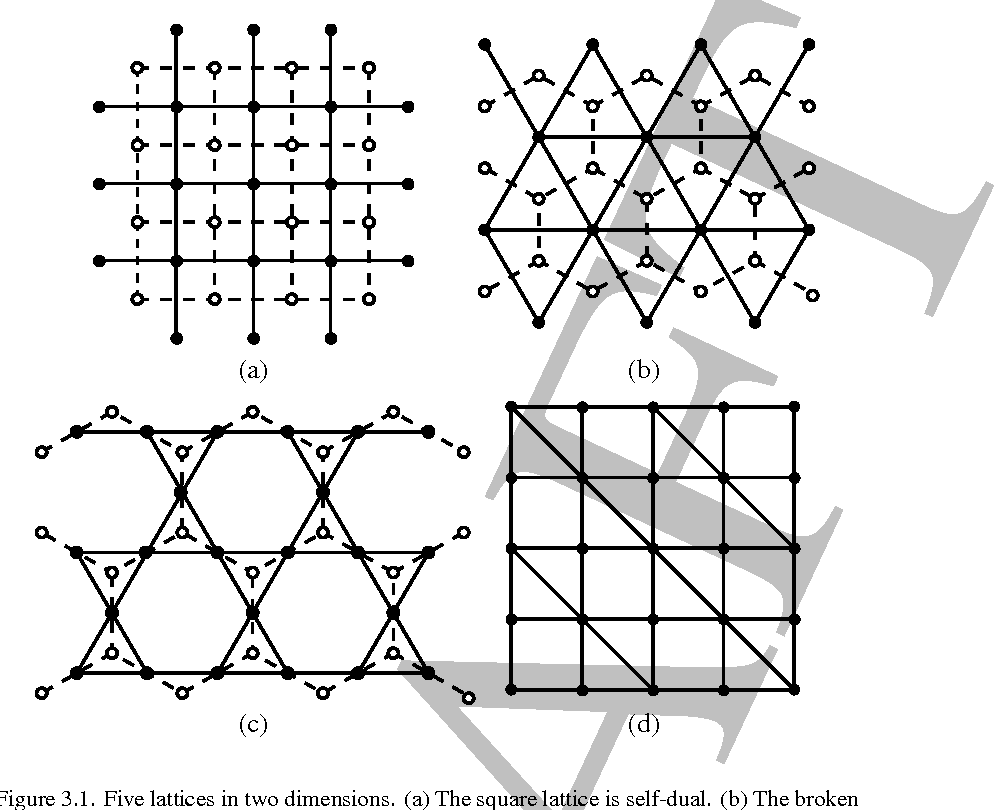 (a)
(b)
(c)
(d)
Figure 3.1. Five lattices in two dimensions. (a) The square lattice is self-dual. (b) The broken